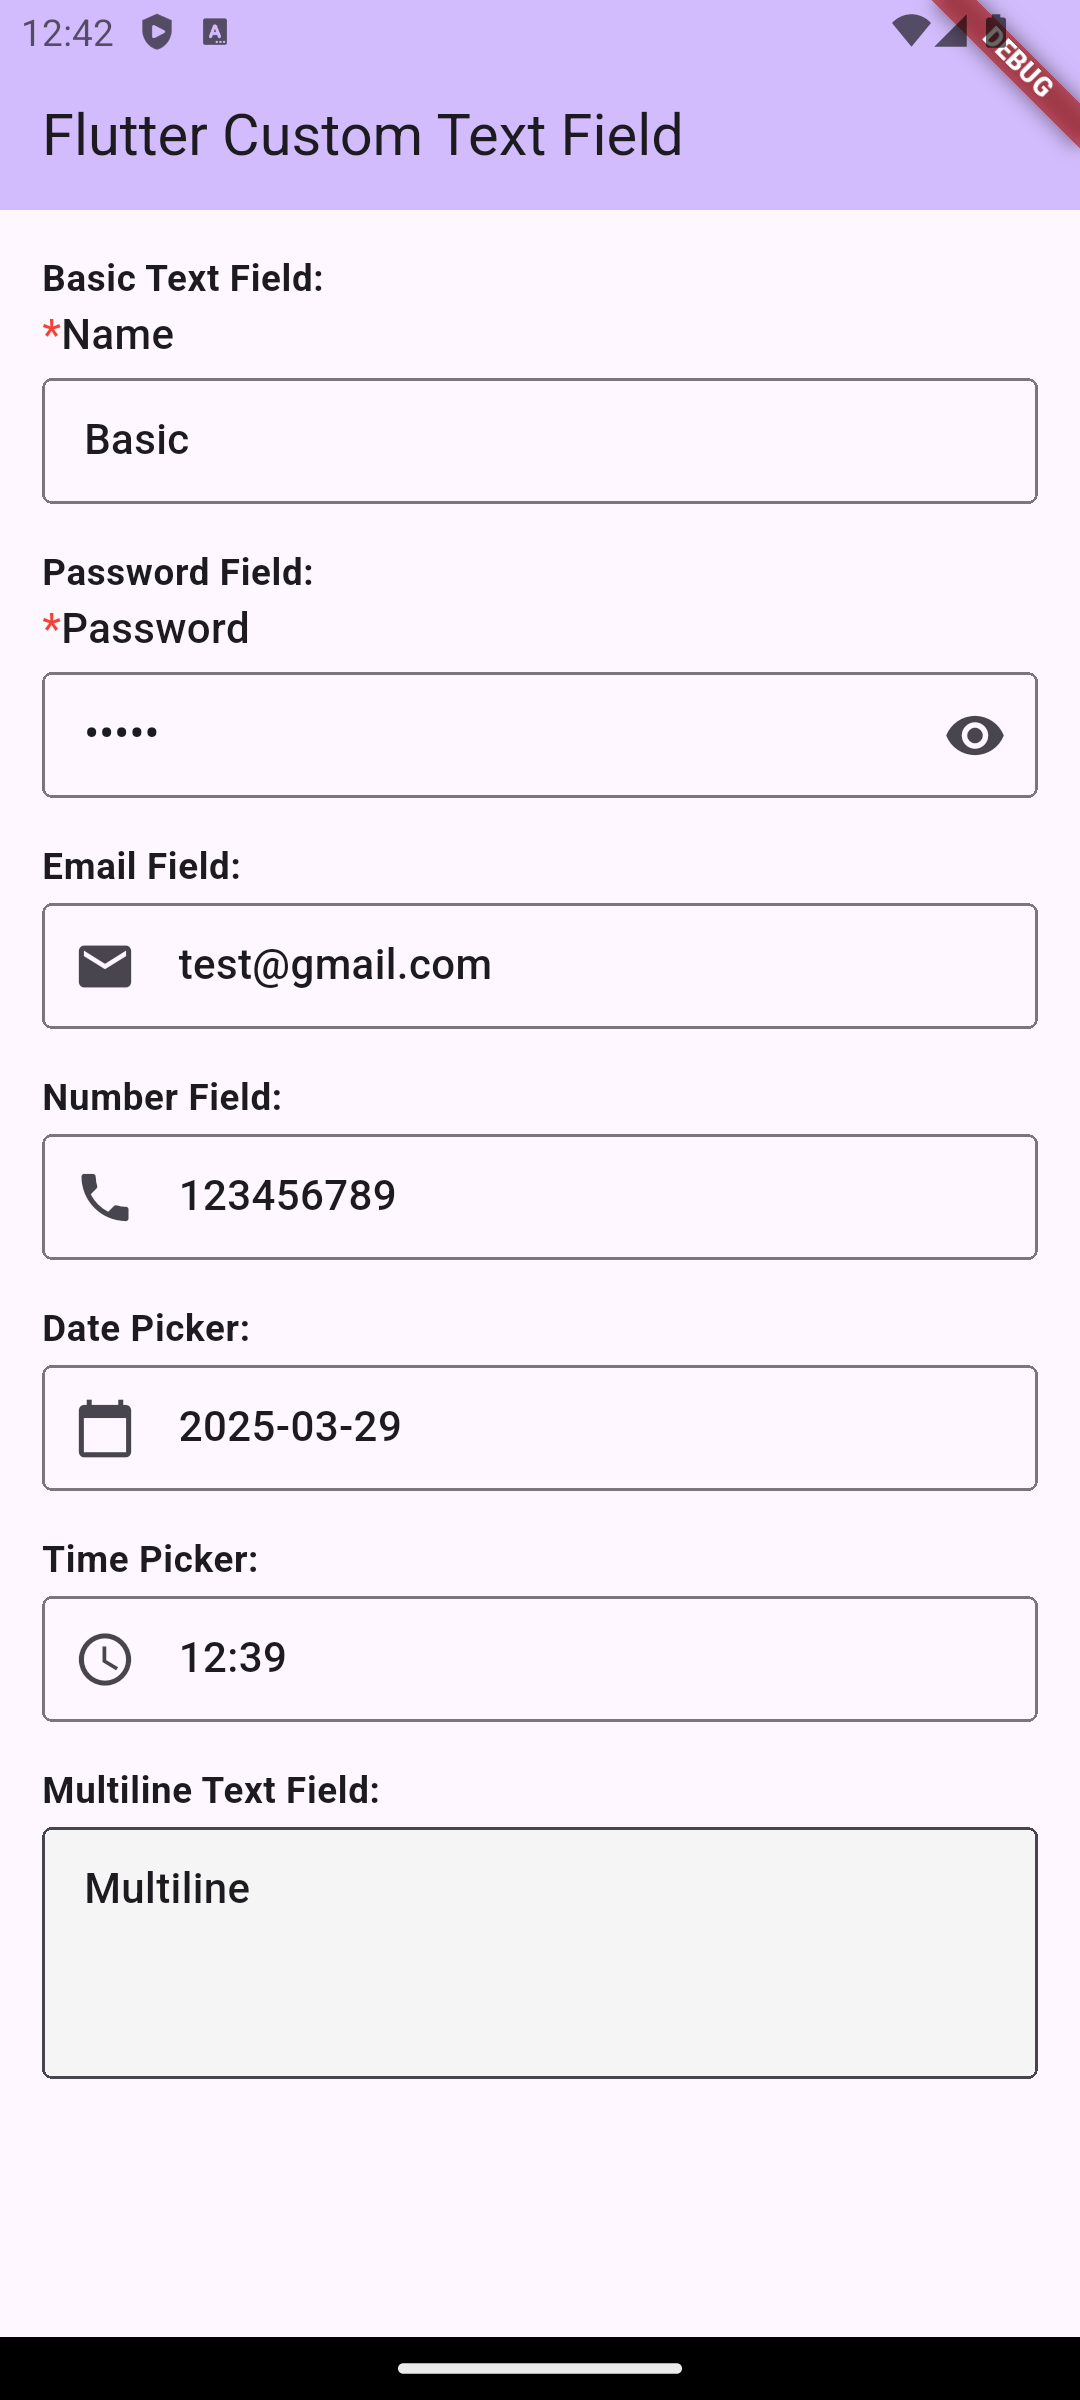 12:42
DEBUG
Flutter Custom Text Field
Basic Text Field:
*Name
Basic
Password Field:
*Password
•••••
Email Field:
test@gmail.com
Number Field:
123456789
Date Picker:
2025-03-29
Time Picker:
12:39
Multiline Text Field:
Multiline